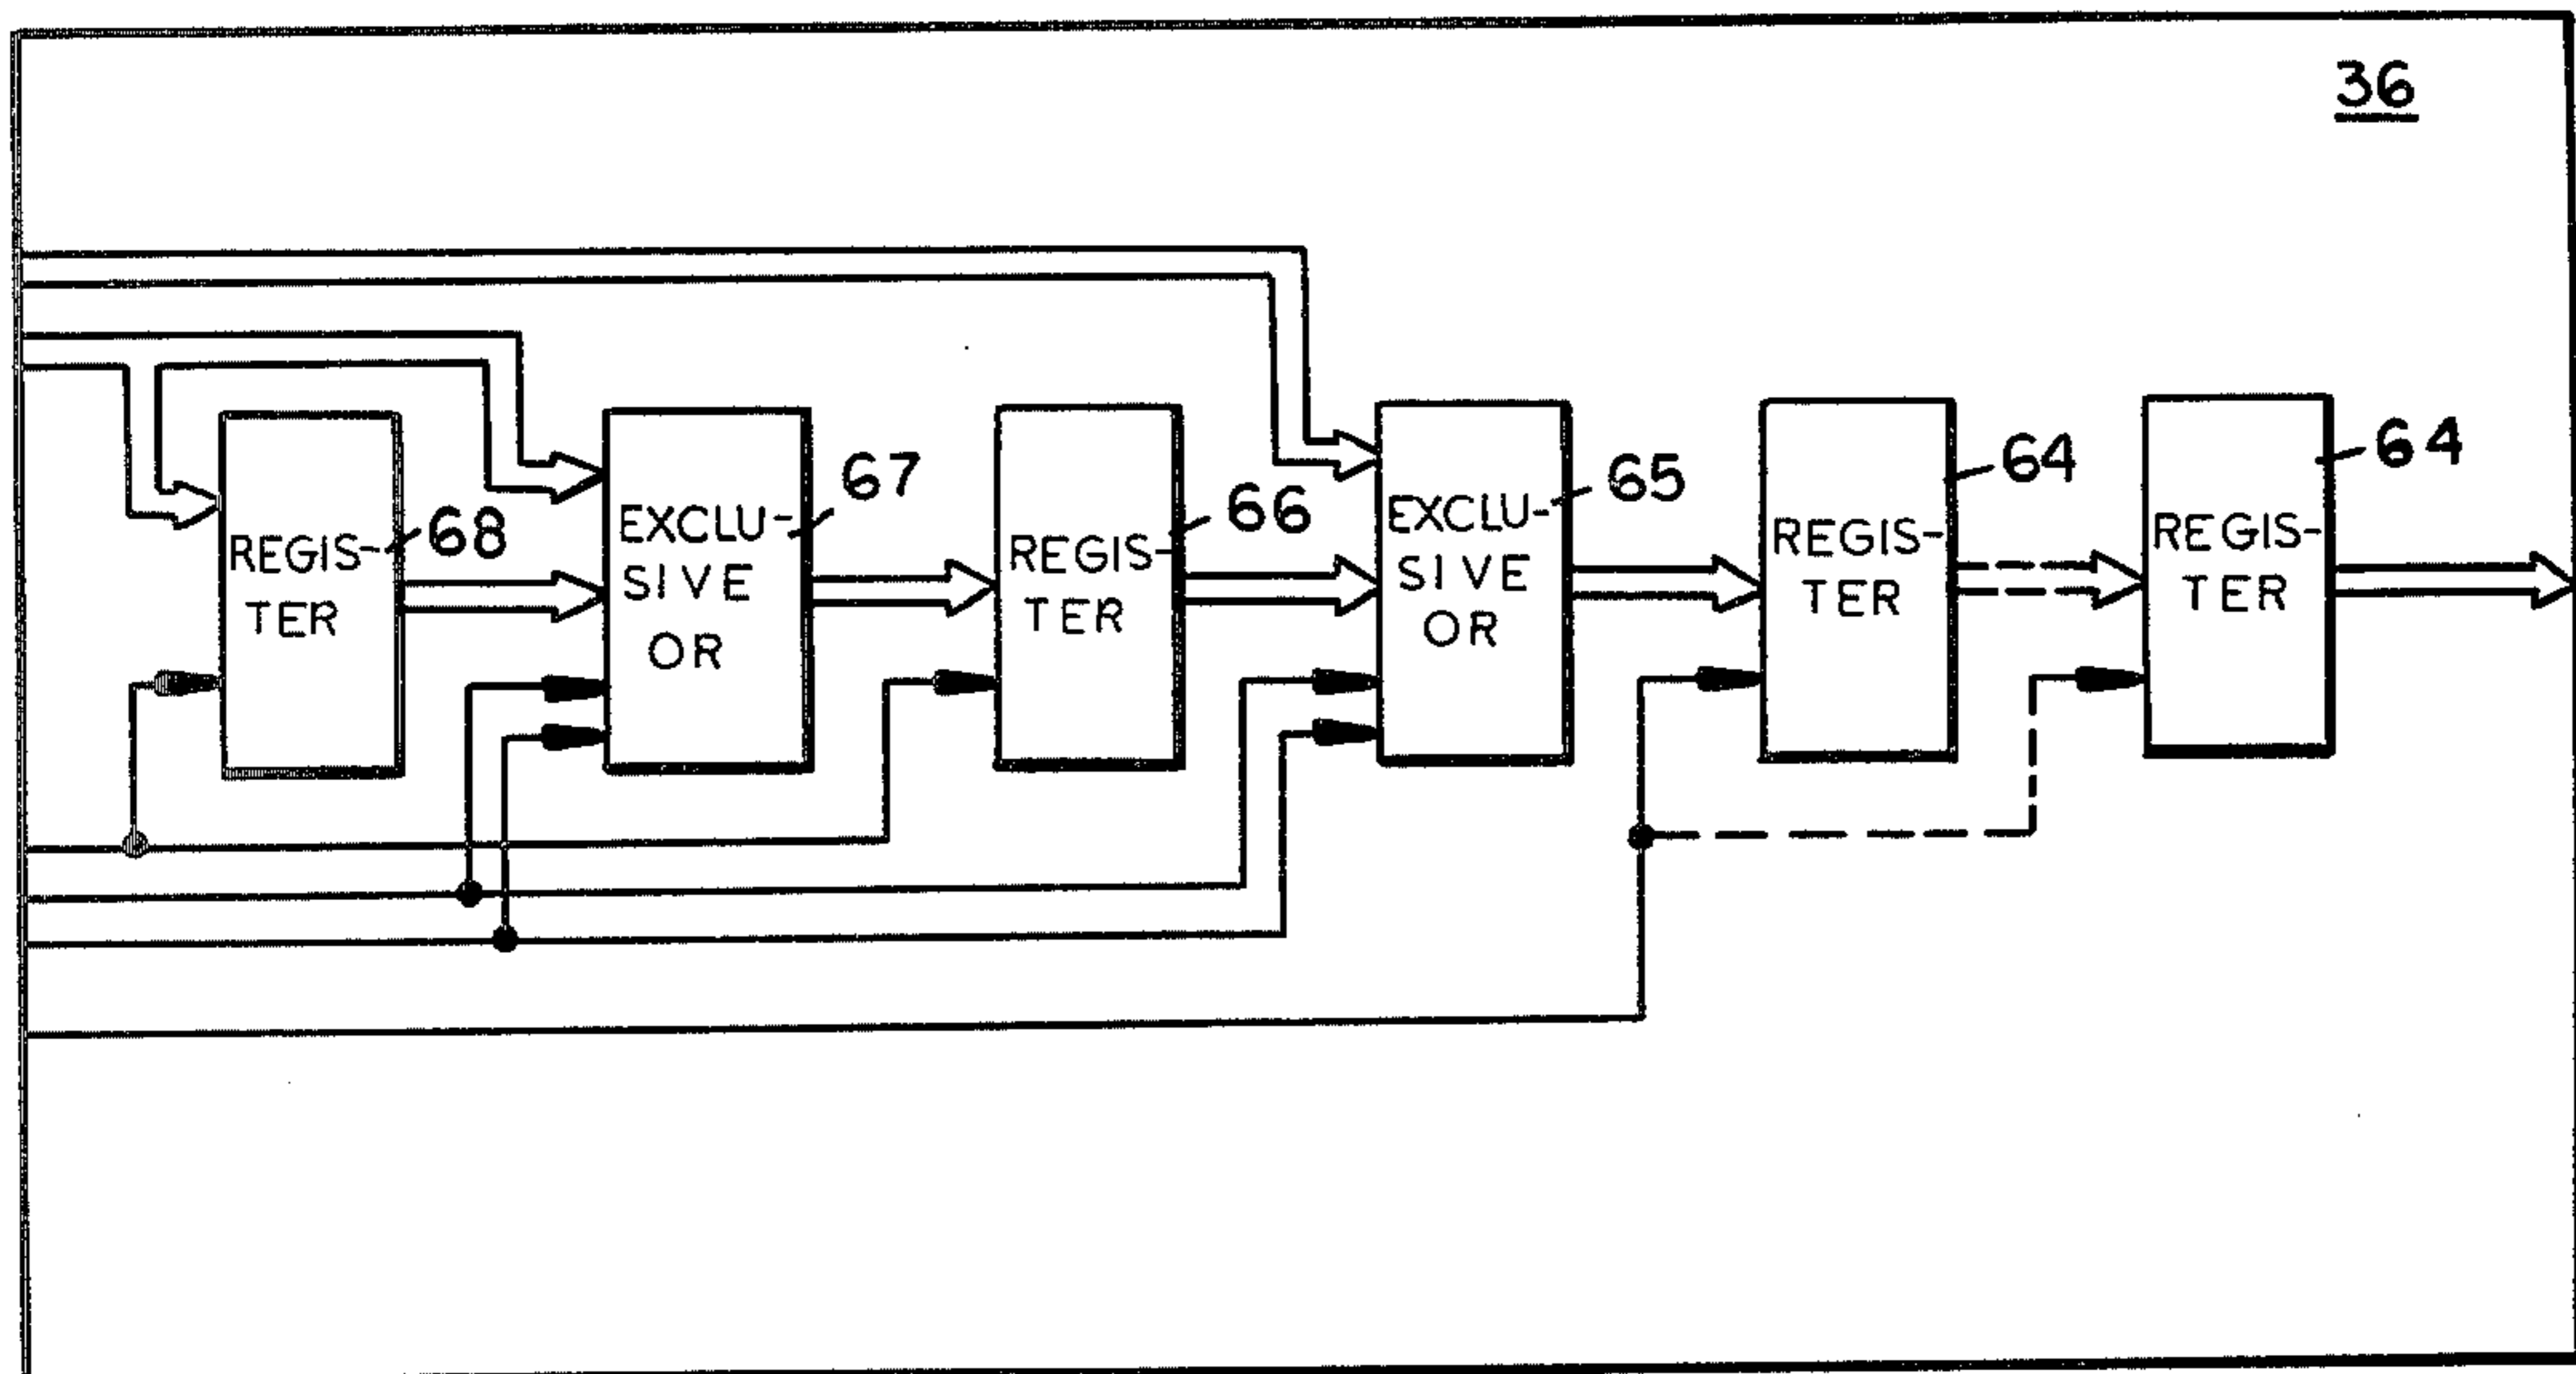 36
REGIS-
TER
68
EXCLU-
SIVE
OR
67
REGIS-
TER
66
EXCLU-
SIVE
OR
65
REGIS-
TER
64
REGIS-
TER
64